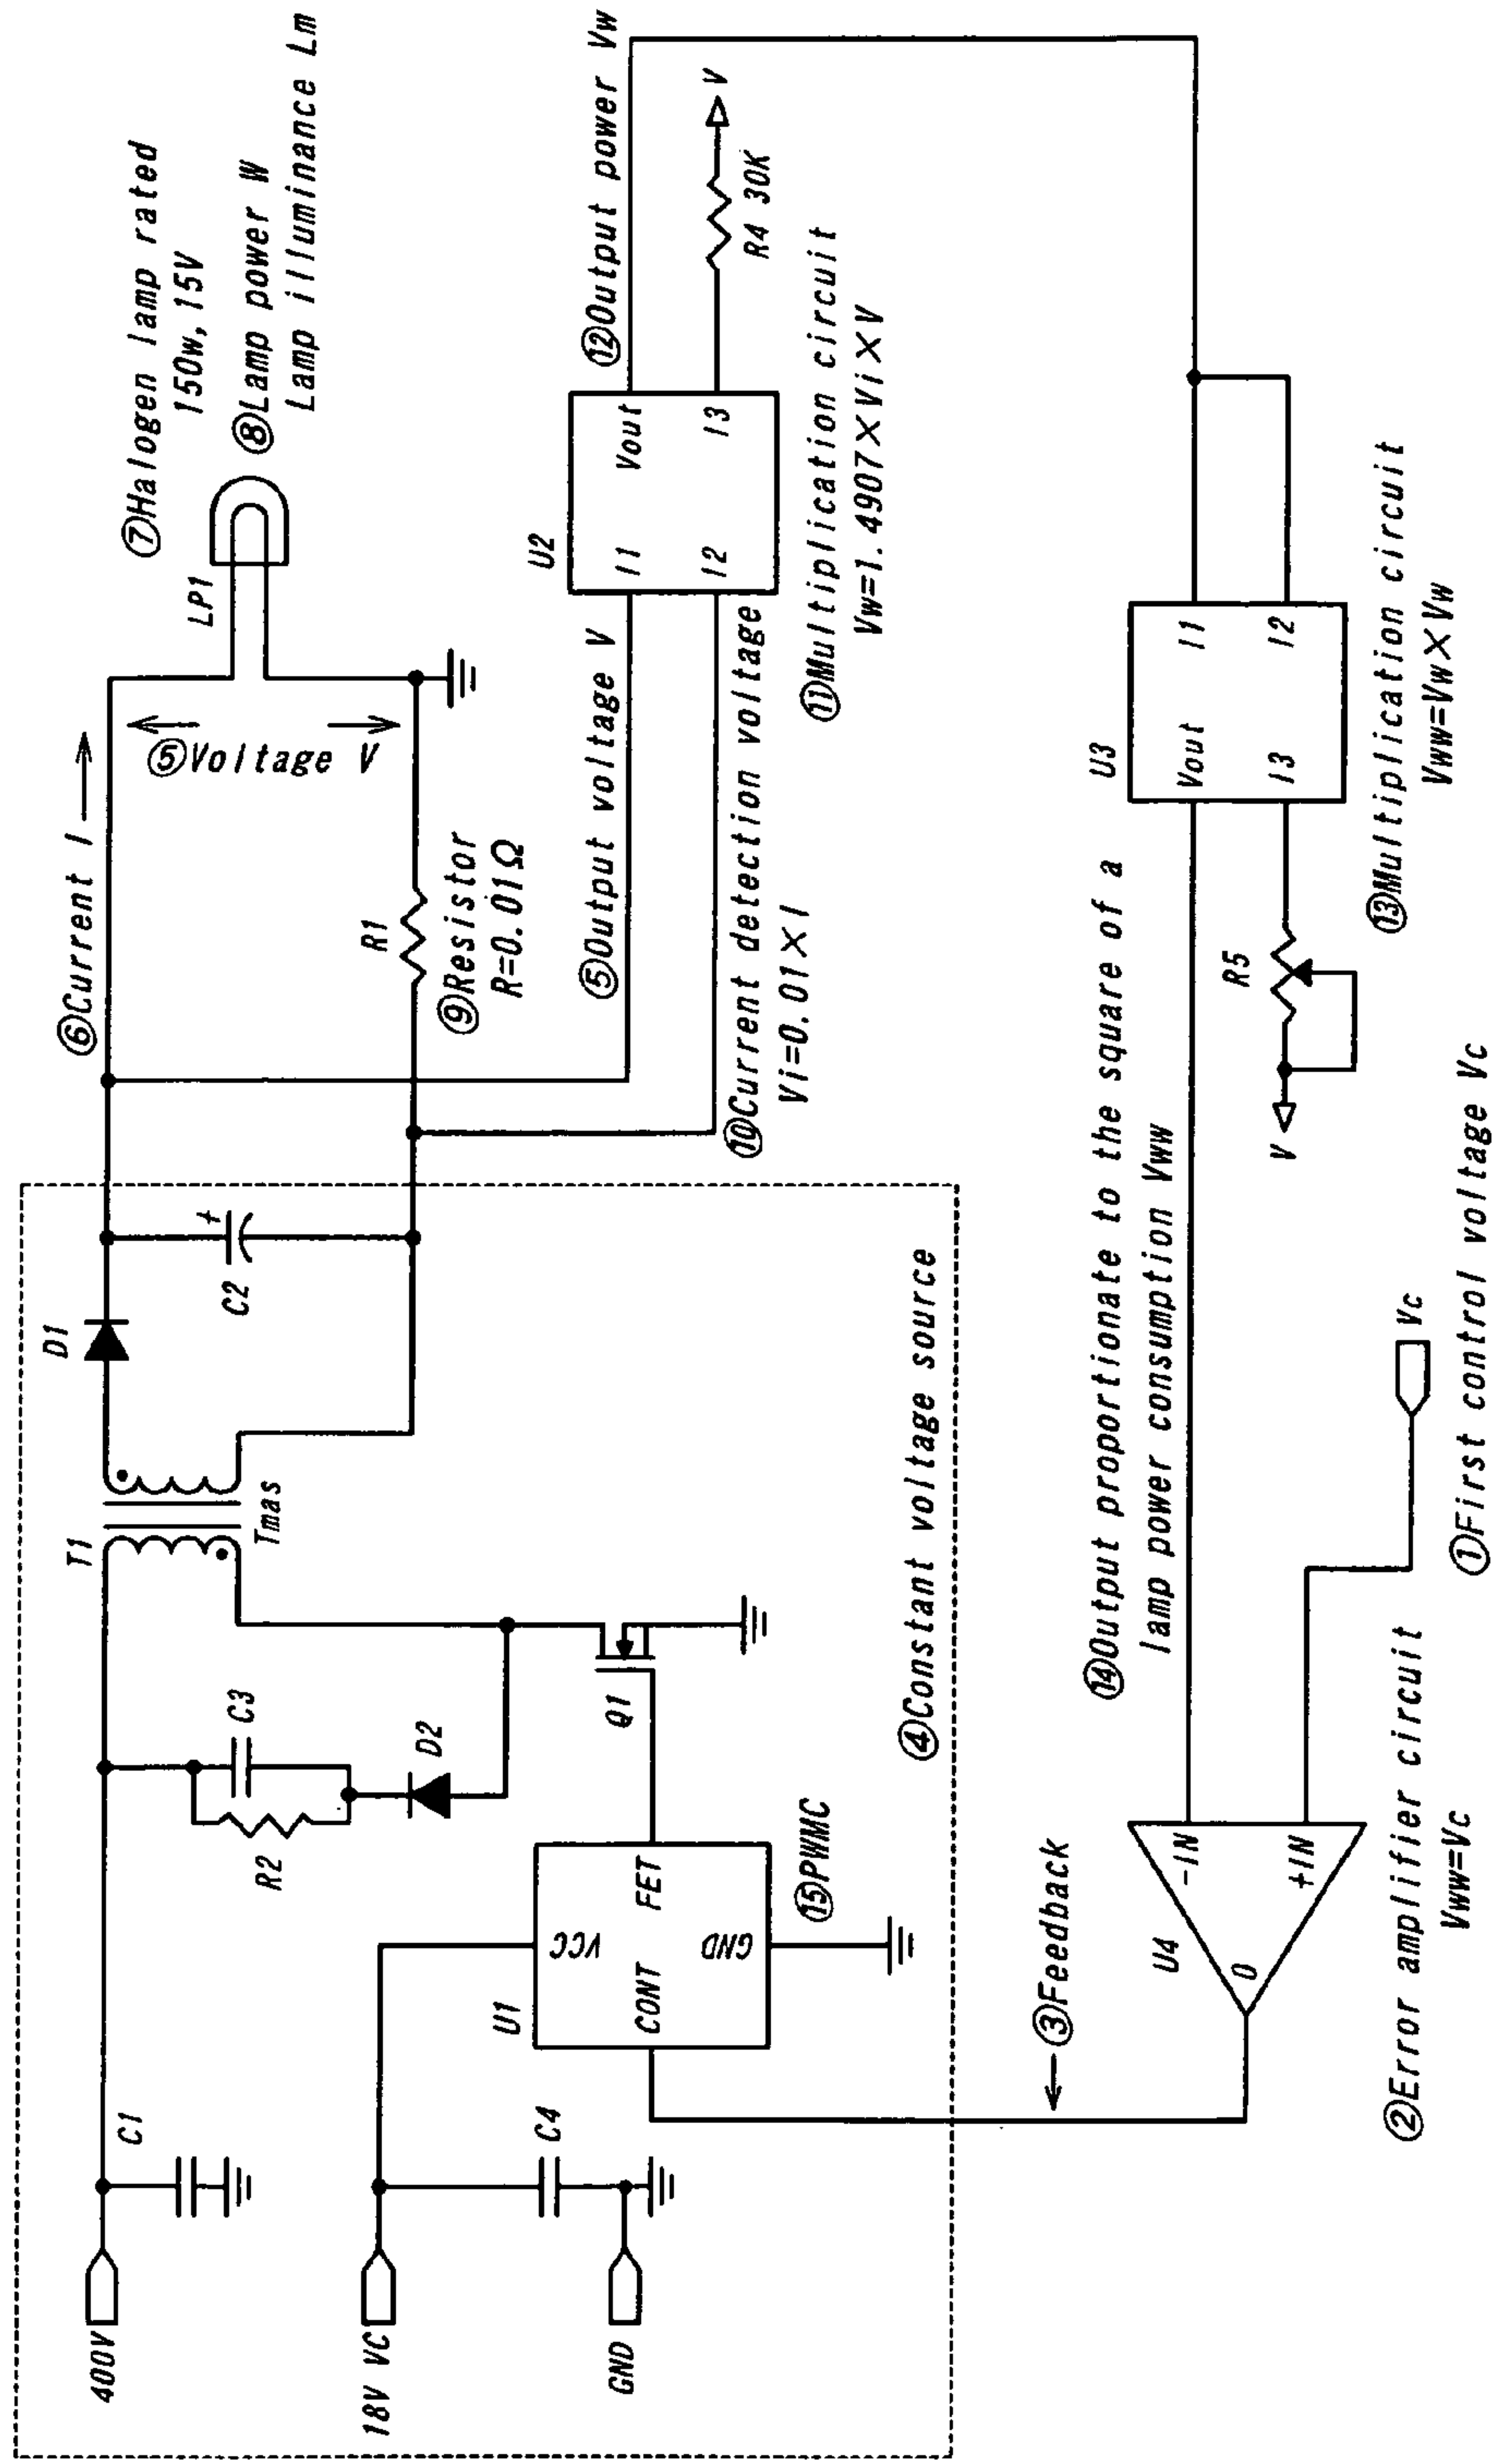 400V
C1
T1
Tmas
D1
C2
+
C3
R2
D2
Q1
18V VC
GND
C4
U1
VCC
CONT
FET
GND
⑮PWMC
④Constant voltage source
⑥Current I
⑤Voltage V
LP1
⑦Halogen lamp rated
150w, 15V
⑧Lamp power W
Lamp illuminance Lm
R1
⑨Resistor
R=0.01Ω
⑤Output voltage V
⑩Current detection voltage
Vi=0.01×I
U2
I1
Vout
I2
I3
⑫Output power Vw
R4 30K
V
⑪Multiplication circuit
Vw=1.4907×Vi×V
③Feedback
U4
O
-IN
+IN
②Error amplifier circuit
Vww=Vc
⑭Output proportionate to the square of a
lamp power consumption Vww
Vc
①First control voltage Vc
V
R5
U3
Vout
I1
I3
I2
⑬Multiplication circuit
Vww=Vw×Vw